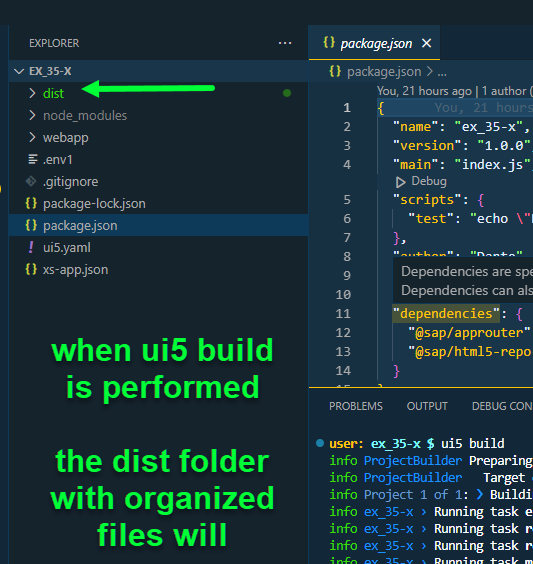 EXPLORER
···
EX_35-X
dist
node_modules
webapp
.env1
.gitignore
package-lock.json
package.json
ui5.yaml
xs-app.json
when ui5 build
is performed
the dist folder
with organized
files will
package.json
package.json > ...
You, 21 hours ago | 1 author (
1 { You, 21 hours
2 "name": "ex_35-x",
3 "version": "1.0.0"
4 "main": "index.js"
Debug
5 "scripts": {
6 "test": "echo \"
7 },
8 "author": "Dante"
Dependencies are spe
Dependencies can als
11 "dependencies": {
12 "@sap/approuter"
13 "@sap/html5-repo
14 }
15 }
PROBLEMS OUTPUT DEBUG CON
user: ex_35-x $ ui5 build
info ProjectBuilder Preparing
info ProjectBuilder Target
info Project 1 of 1: ❯ Buildi
info ex_35-x › Running task e
info ex_35-x › Running task re
info ex_35-x › Running task re
info ex_35-x › Running task m